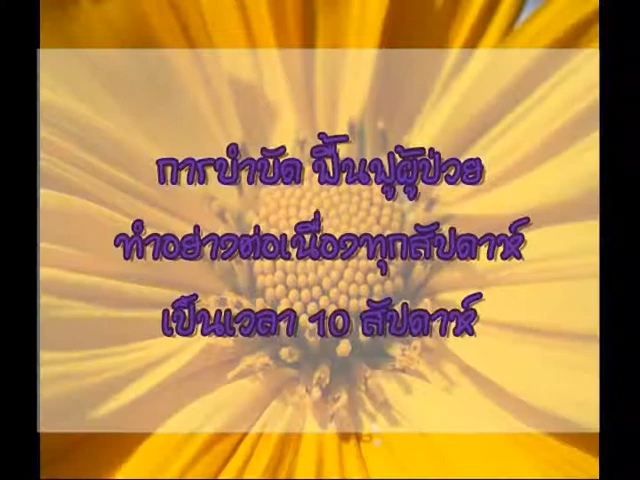 การบำบัด ฟื้นฟูผู้ป่วย
ทำอย่างต่อเนื่องทุกสัปดาห์
เป็นเวลา 10 สัปดาห์